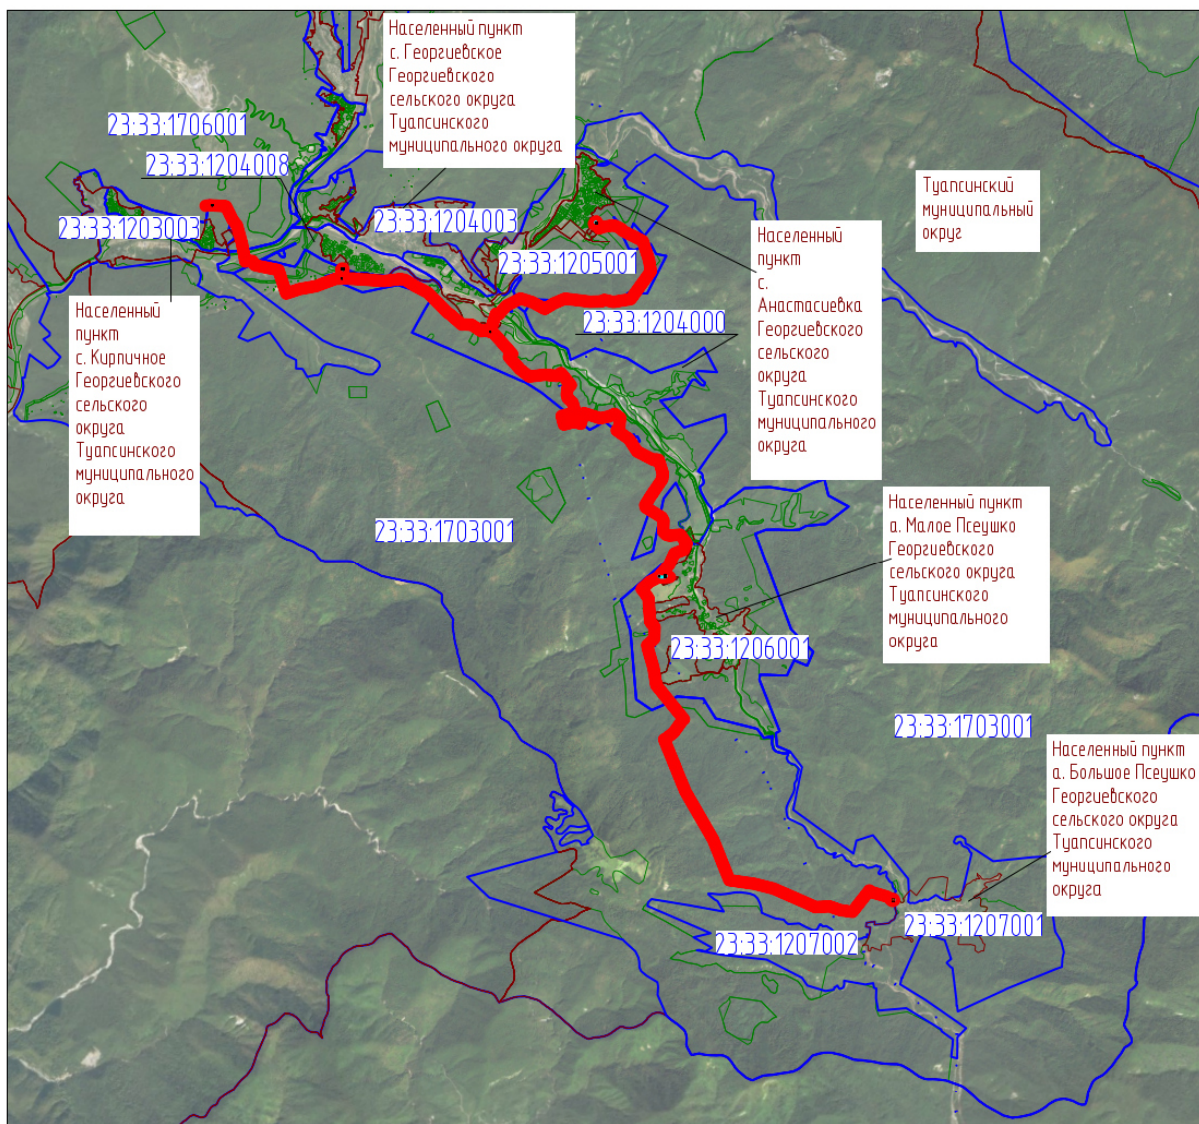 Населенный пункт
с. Георгиевское
Георгиевского
сельского округа
Туапсинского
муниципального округа
23:33:1706001
23:33:1204008
23:33:1203003
23:33:1204003
23:33:1205001
23:33:1204000
Туапсинский
муниципальный
округ
Населенный
пункт
с.
Анастасиевка
Георгиевского
сельского
округа
Туапсинского
муниципального
округа
Населенный
пункт
с. Кирпичное
Георгиевского
сельского
округа
Туапсинского
муниципального
округа
23:33:1703001
Населенный пункт
а. Малое Псеушко
Георгиевского
сельского округа
Туапсинского
муниципального
округа
23:33:1206001
23:33:1703001
Населенный пункт
а. Большое Псеушко
Георгиевского
сельского округа
Туапсинского
муниципального
округа
23:33:1207001
23:33:1207002